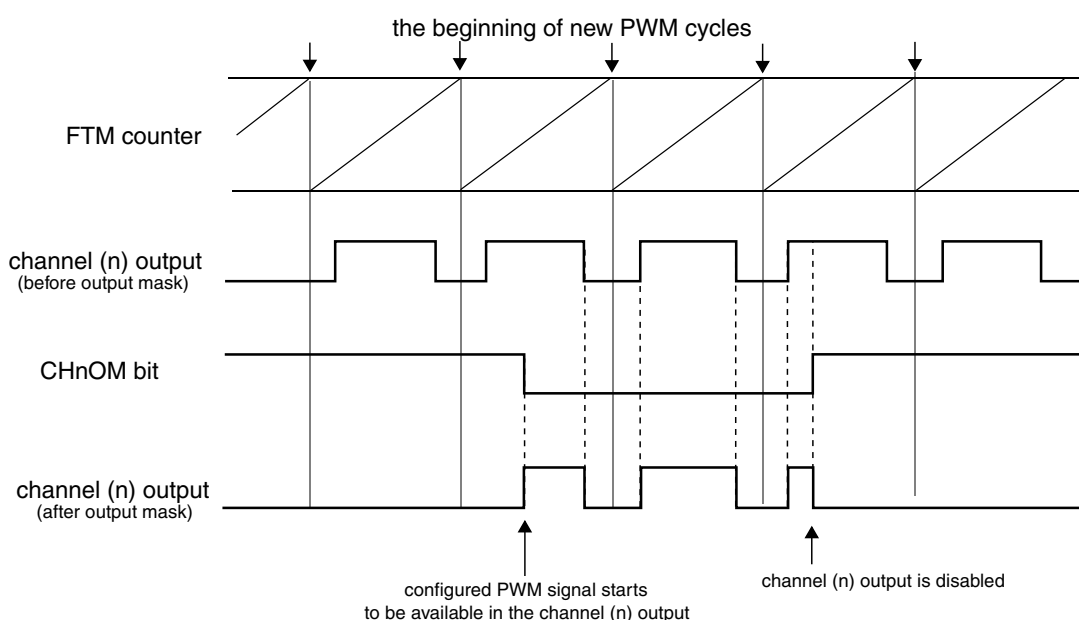 the beginning of new PWM cycles
FTM counter
channel (n) output
(before output mask)
CHnOM bit
channel (n) output
(after output mask)
configured PWM signal starts
to be available in the channel (n) output
channel (n) output is disabled